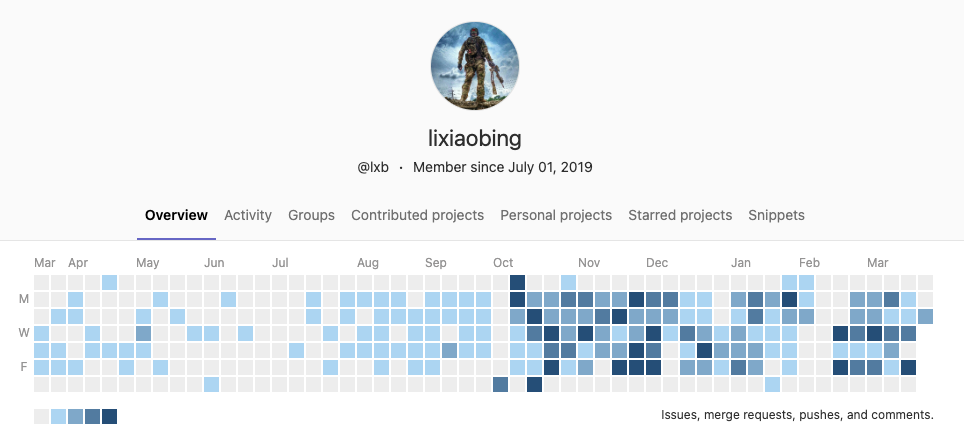 lixiaobing
@lxb · Member since July 01, 2019
Overview Activity Groups Contributed projects Personal projects Starred projects Snippets
Mar Apr May Jun Jul Aug Sep Oct Nov Dec Jan Feb Mar
M
W
F
Issues, merge requests, pushes, and comments.